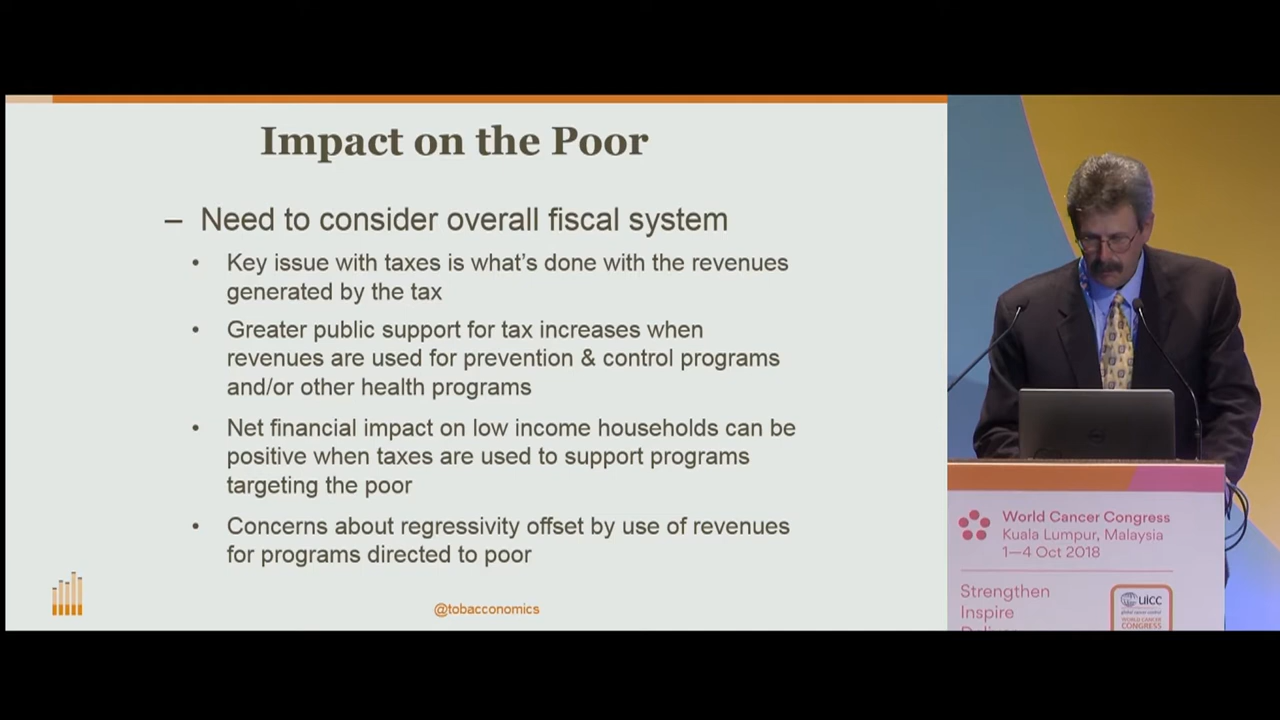 Impact on the Poor
– Need to consider overall fiscal system
• Key issue with taxes is what's done with the revenues
generated by the tax
• Greater public support for tax increases when
revenues are used for prevention & control programs
and/or other health programs
• Net financial impact on low income households can be
positive when taxes are used to support programs
targeting the poor
• Concerns about regressivity offset by use of revenues
for programs directed to poor
@tobacconomics
World Cancer Congress
Kuala Lumpur, Malaysia
1—4 Oct 2018
Strengthen
Inspire
uicc
WORLD CANCER
CONGRESS